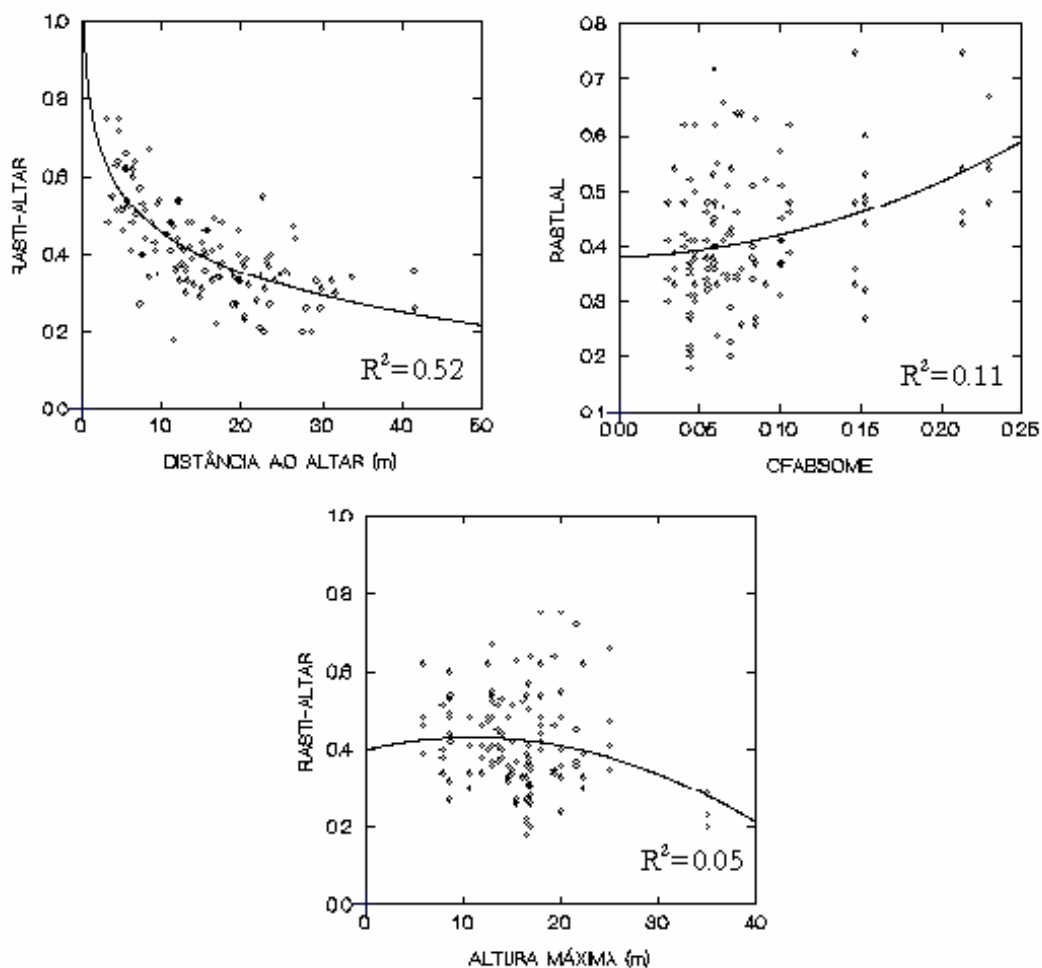 RASTI-ALTAR
1.0
0.8
0.6
0.4
0.2
0.0
0 10 20 30 40 50
DISTÂNCIA AO ALTAR (m)
R²=0.52
RASTI_AL
0.8
0.7
0.6
0.5
0.4
0.3
0.2
0.1
0.00 0.05 0.10 0.15 0.20 0.25
CFABSOME
R²=0.11
RASTI-ALTAR
1.0
0.8
0.6
0.4
0.2
0.0
0 10 20 30 40
ALTURA MÁXIMA (m)
R²=0.05